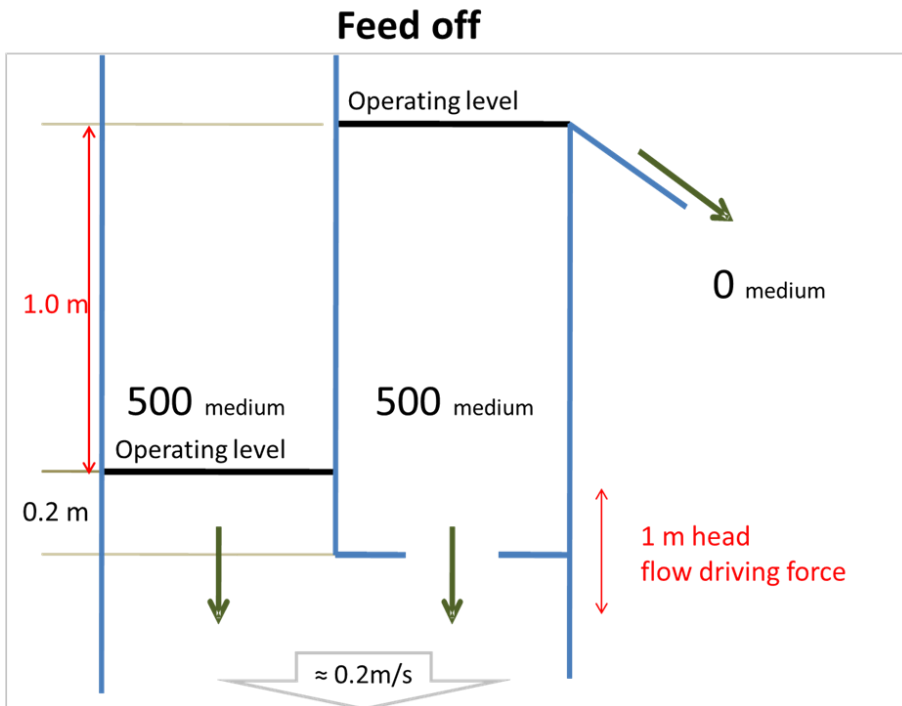 Feed off
Operating level
1.0 m
0 medium
500 medium
500 medium
Operating level
0.2 m
1 m head
flow driving force
≈ 0.2m/s